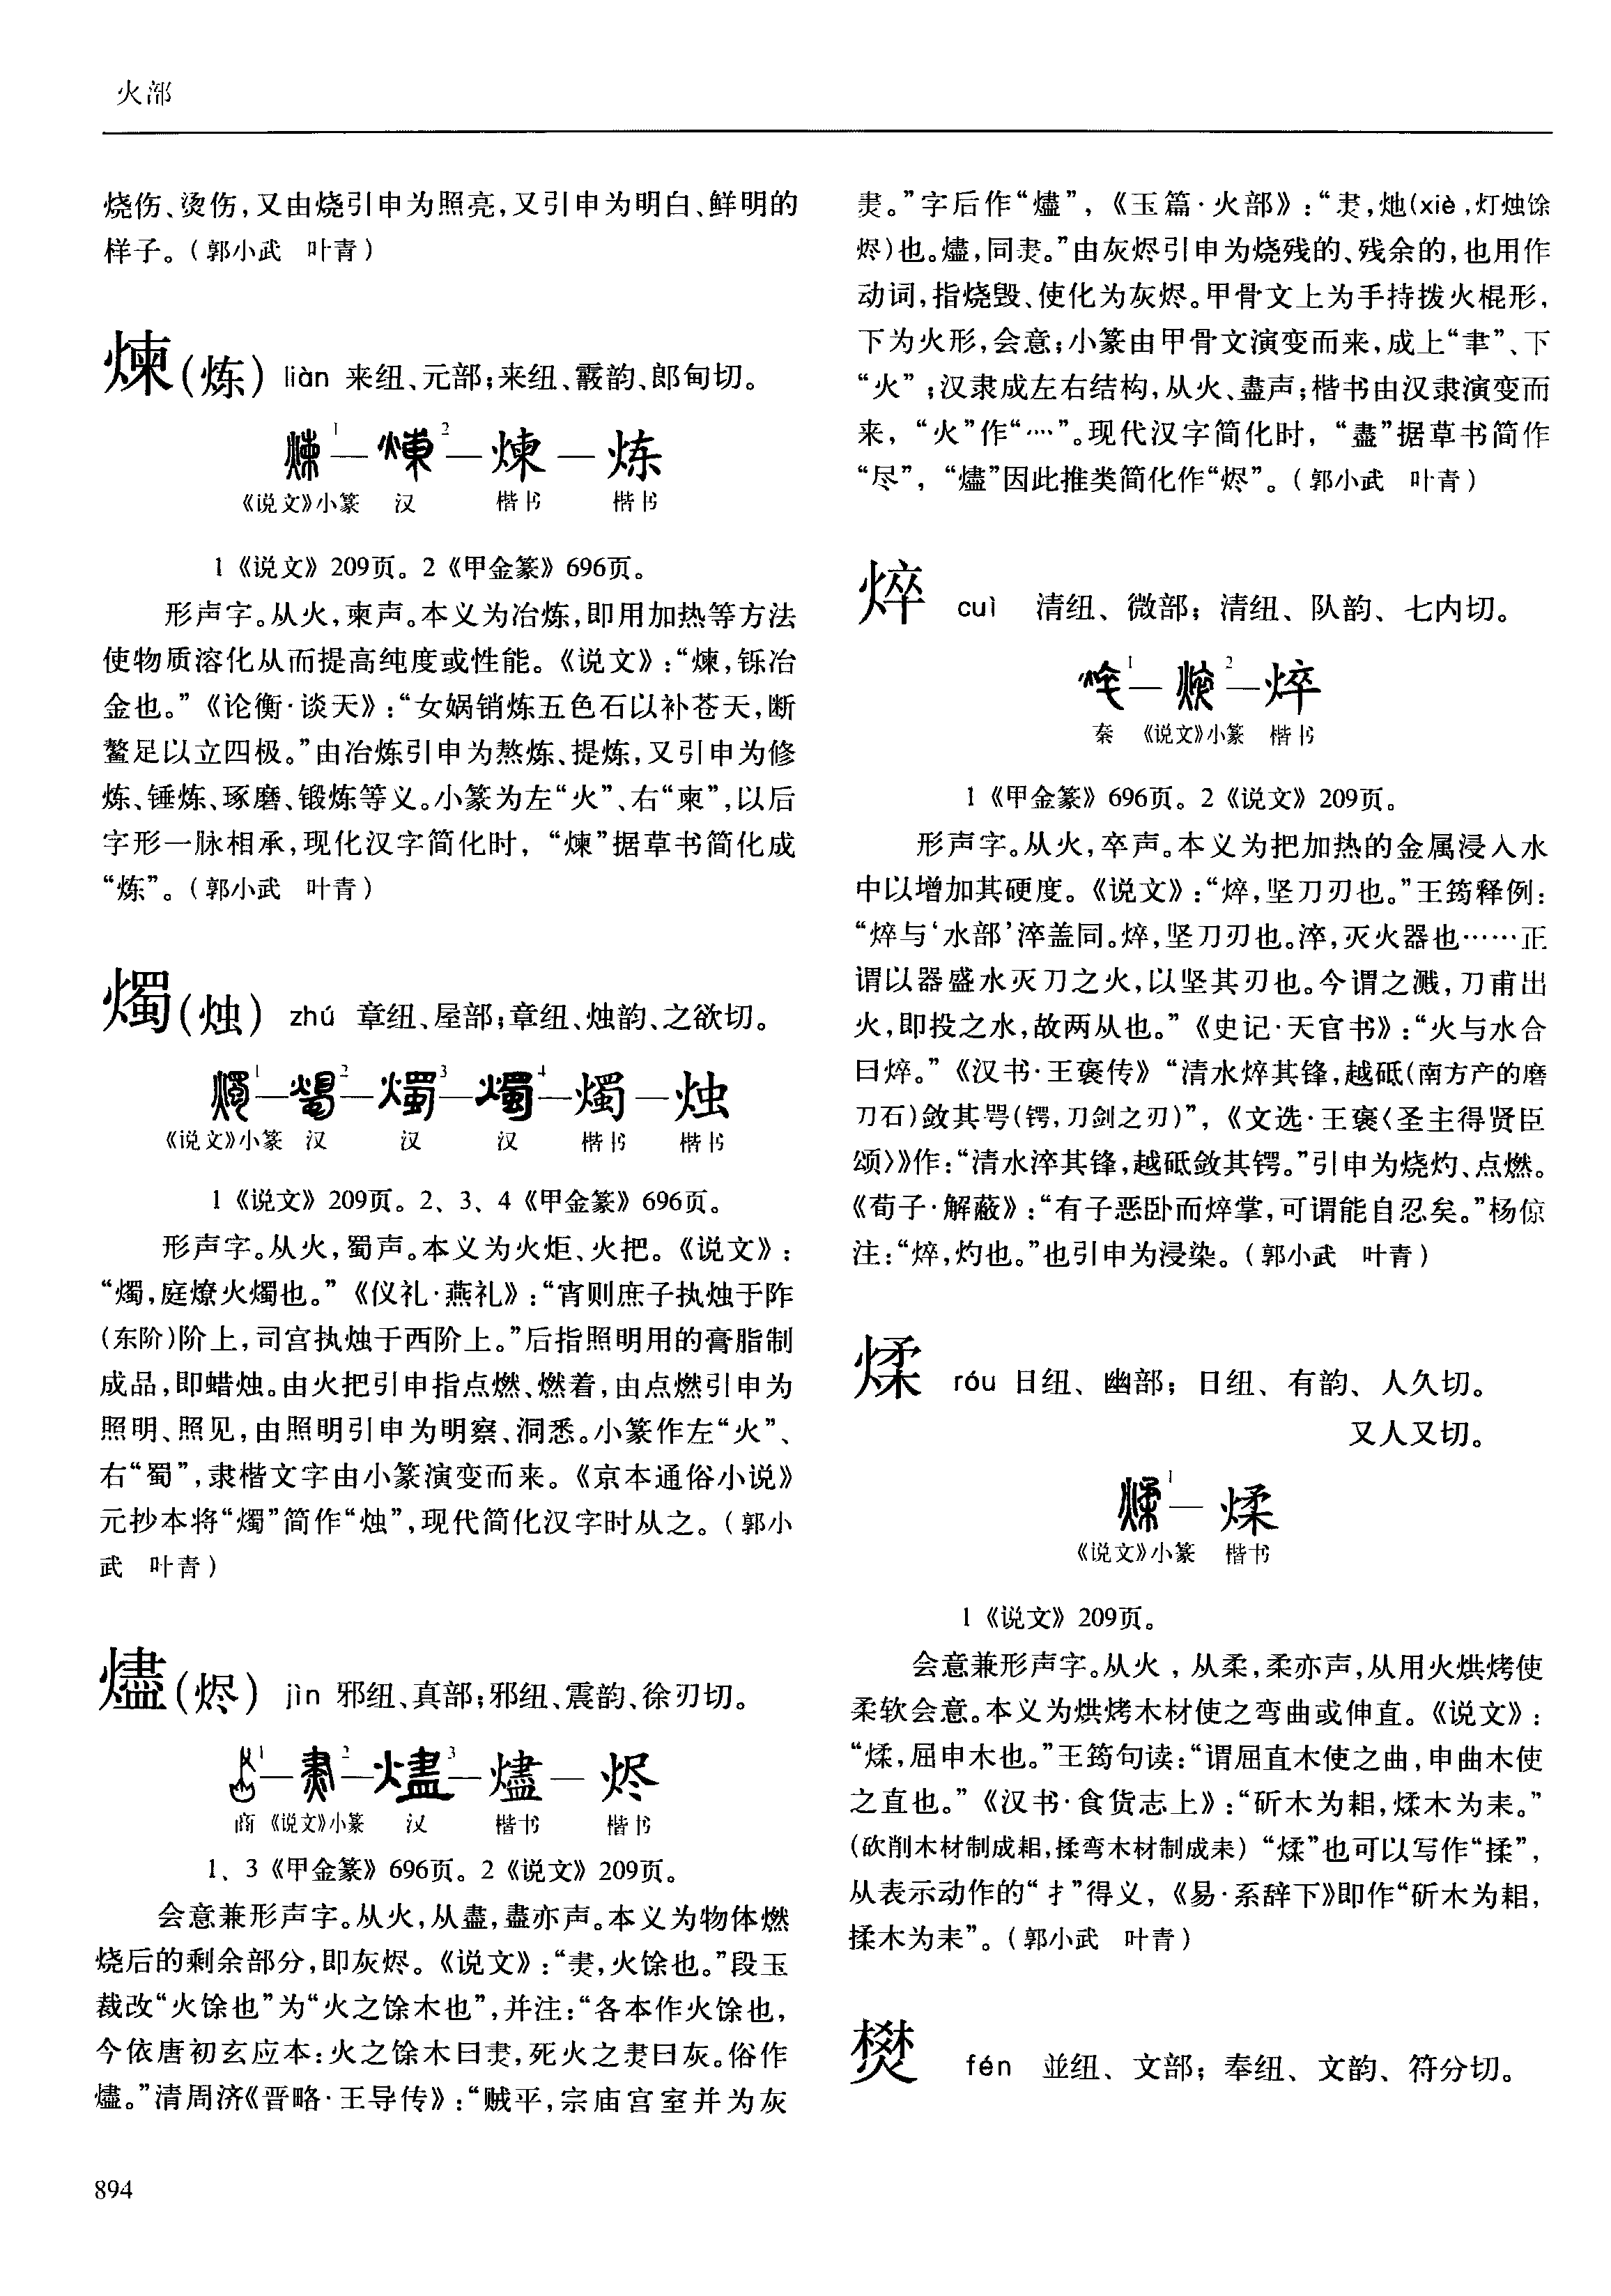 火部
烧伤、烫伤,又由烧引申为照亮,又引申为明白、鲜明的
样子。(郭小武　叶青)
煉(炼) liàn 来纽、元部;来纽、霰韵、郎甸切。
1 2 煉 炼
《说文》小篆 汉 楷书 楷书
1《说文》209页。2《甲金篆》696页。
形声字。从火,柬声。本义为冶炼,即用加热等方法
使物质溶化从而提高纯度或性能。《说文》:“煉,铄冶
金也。”《论衡·谈天》:“女娲销炼五色石以补苍天,断
鳌足以立四极。”由冶炼引申为熬炼、提炼,又引申为修
炼、锤炼、琢磨、锻炼等义。小篆为左“火”、右“柬”,以后
字形一脉相承,现化汉字简化时,“煉”据草书简化成
“炼”。(郭小武　叶青)
燭(烛) zhú 章纽、屋部;章纽、烛韵、之欲切。
1 2 3 4 燭 烛
《说文》小篆 汉 汉 汉 楷书 楷书
1《说文》209页。2、3、4《甲金篆》696页。
形声字。从火,蜀声。本义为火炬、火把。《说文》:
“燭,庭燎火燭也。”《仪礼·燕礼》:“宵则庶子执烛于阼
(东阶)阶上,司宫执烛于西阶上。”后指照明用的膏脂制
成品,即蜡烛。由火把引申指点燃、燃着,由点燃引申为
照明、照见,由照明引申为明察、洞悉。小篆作左“火”、
右“蜀”,隶楷文字由小篆演变而来。《京本通俗小说》
元抄本将“燭”简作“烛”,现代简化汉字时从之。(郭小
武　叶青)
燼(烬) jìn 邪纽、真部;邪纽、震韵、徐刃切。
1 2 3 燼 烬
商 《说文》小篆 汉 楷书 楷书
1、3《甲金篆》696页。2《说文》209页。
会意兼形声字。从火,从盡,盡亦声。本义为物体燃
烧后的剩余部分,即灰烬。《说文》:“㶳,火馀也。”段玉
裁改“火馀也”为“火之馀木也”,并注:“各本作火馀也,
今依唐初玄应本:火之馀木曰㶳,死火之㶳曰灰。俗作
燼。”清周济《晋略·王导传》:“贼平,宗庙宫室并为灰
㶳。”字后作“燼”,《玉篇·火部》:“㶳,灺(xiè,灯烛馀
烬)也。燼,同㶳。”由灰烬引申为烧残的、残余的,也用作
动词,指烧毁、使化为灰烬。甲骨文上为手持拨火棍形,
下为火形,会意;小篆由甲骨文演变而来,成上“聿”、下
“火”;汉隶成左右结构,从火、盡声;楷书由汉隶演变而
来,“火”作“灬”。现代汉字简化时,“盡”据草书简作
“尽”,“燼”因此推类简化作“烬”。(郭小武　叶青)
焠 cuì 清纽、微部;清纽、队韵、七内切。
1 2 焠
秦 《说文》小篆 楷书
1《甲金篆》696页。2《说文》209页。
形声字。从火,卒声。本义为把加热的金属浸入水
中以增加其硬度。《说文》:“焠,坚刀刃也。”王筠释例:
“焠与‘水部’淬盖同。焠,坚刀刃也。淬,灭火器也……正
谓以器盛水灭刀之火,以坚其刃也。今谓之溅,刀甫出
火,即投之水,故两从也。”《史记·天官书》:“火与水合
曰焠。”《汉书·王褒传》“清水焠其锋,越砥(南方产的磨
刀石)敛其咢(锷,刀剑之刃)”,《文选·王褒〈圣主得贤臣
颂〉》作:“清水淬其锋,越砥敛其锷。”引申为烧灼、点燃。
《荀子·解蔽》:“有子恶卧而焠掌,可谓能自忍矣。”杨倞
注:“焠,灼也。”也引申为浸染。(郭小武　叶青)
煣 róu 日纽、幽部;日纽、有韵、人久切。
又人又切。
1 煣
《说文》小篆 楷书
1《说文》209页。
会意兼形声字。从火,从柔,柔亦声,从用火烘烤使
柔软会意。本义为烘烤木材使之弯曲或伸直。《说文》:
“煣,屈申木也。”王筠句读:“谓屈直木使之曲,申曲木使
之直也。”《汉书·食货志上》:“斫木为耜,煣木为耒。”
(砍削木材制成耜,揉弯木材制成耒)“煣”也可以写作“揉”,
从表示动作的“扌”得义,《易·系辞下》即作“斫木为耜,
揉木为耒”。(郭小武　叶青)
燓 fén 並纽、文部;奉纽、文韵、符分切。
894